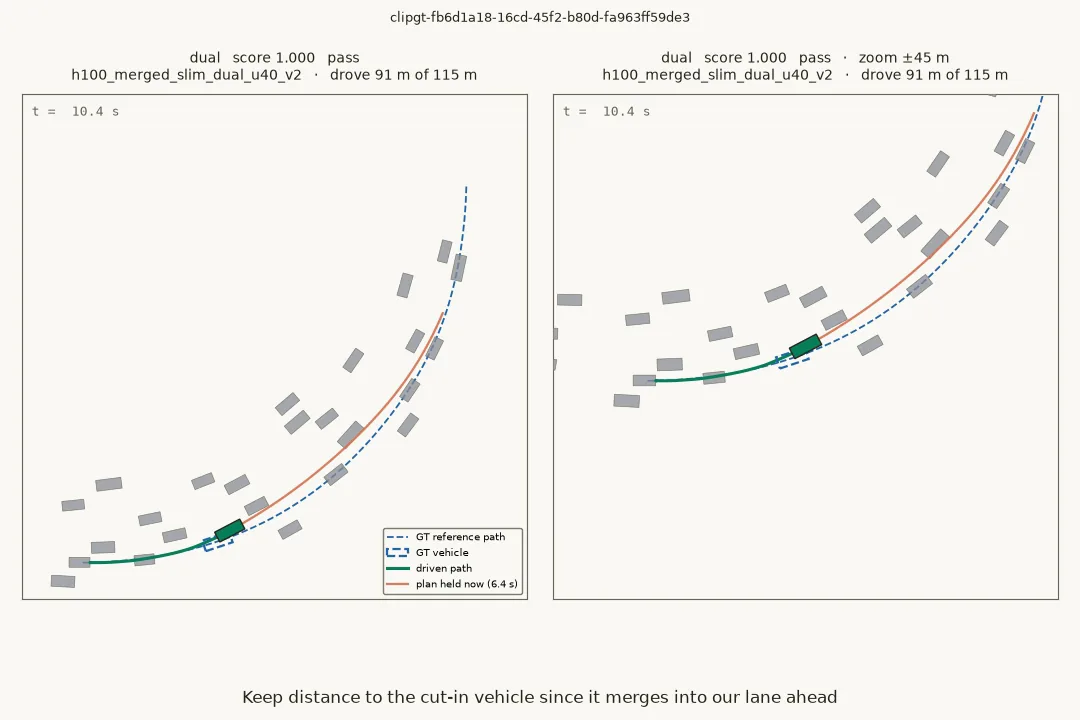 clipgt-fb6d1a18-16cd-45f2-b80d-fa963ff59de3
dual score 1.000 pass
h100_merged_slim_dual_u40_v2 · drove 91 m of 115 m
dual score 1.000 pass · zoom ±45 m
h100_merged_slim_dual_u40_v2 · drove 91 m of 115 m
t = 10.4 s
t = 10.4 s
GT reference path
GT vehicle
driven path
plan held now (6.4 s)
Keep distance to the cut-in vehicle since it merges into our lane ahead